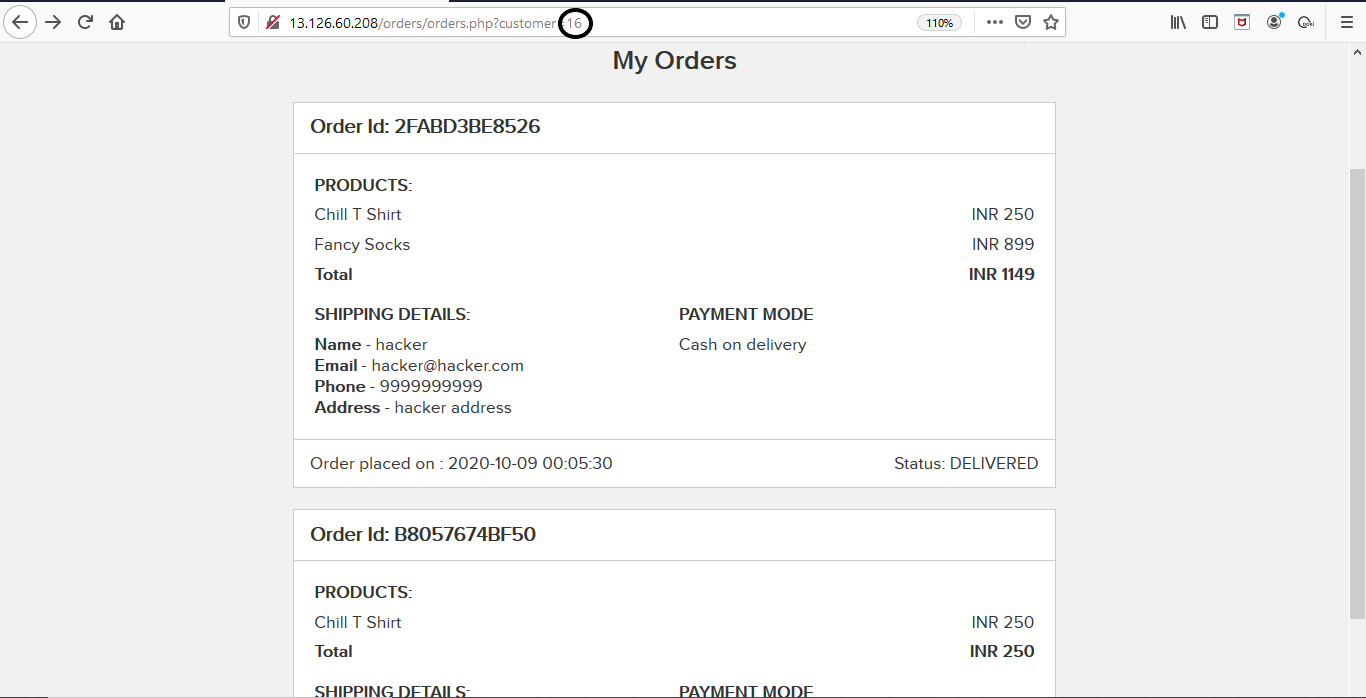 13.126.60.208/orders/orders.php?customer=16
110%
My Orders
Order Id: 2FABD3BE8526
PRODUCTS:
Chill T Shirt INR 250
Fancy Socks INR 899
Total INR 1149
SHIPPING DETAILS: PAYMENT MODE
Name - hacker Cash on delivery
Email - hacker@hacker.com
Phone - 9999999999
Address - hacker address
Order placed on : 2020-10-09 00:05:30 Status: DELIVERED
Order Id: B8057674BF50
PRODUCTS:
Chill T Shirt INR 250
Total INR 250
SHIPPING DETAILS: PAYMENT MODE